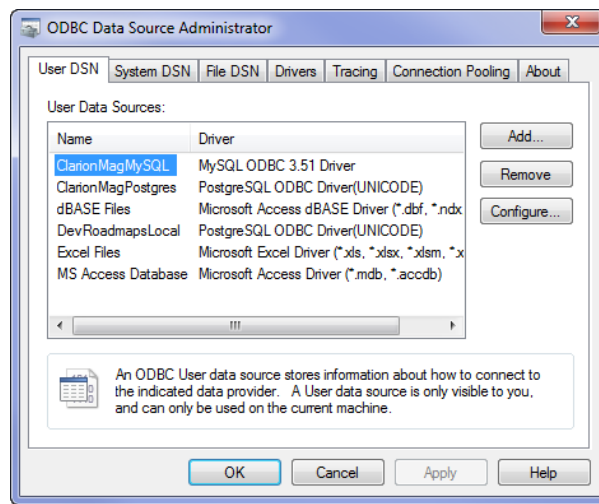 ODBC Data Source Administrator
User DSN System DSN File DSN Drivers Tracing Connection Pooling About
User Data Sources:
Name Driver
ClarionMagMySQL MySQL ODBC 3.51 Driver
ClarionMagPostgres PostgreSQL ODBC Driver(UNICODE)
dBASE Files Microsoft Access dBASE Driver (*.dbf, *.ndx
DevRoadmapsLocal PostgreSQL ODBC Driver(UNICODE)
Excel Files Microsoft Excel Driver (*.xls, *.xlsx, *.xlsm, *.x
MS Access Database Microsoft Access Driver (*.mdb, *.accdb)
Add...
Remove
Configure...
An ODBC User data source stores information about how to connect to
the indicated data provider. A User data source is only visible to you,
and can only be used on the current machine.
OK Cancel Apply Help